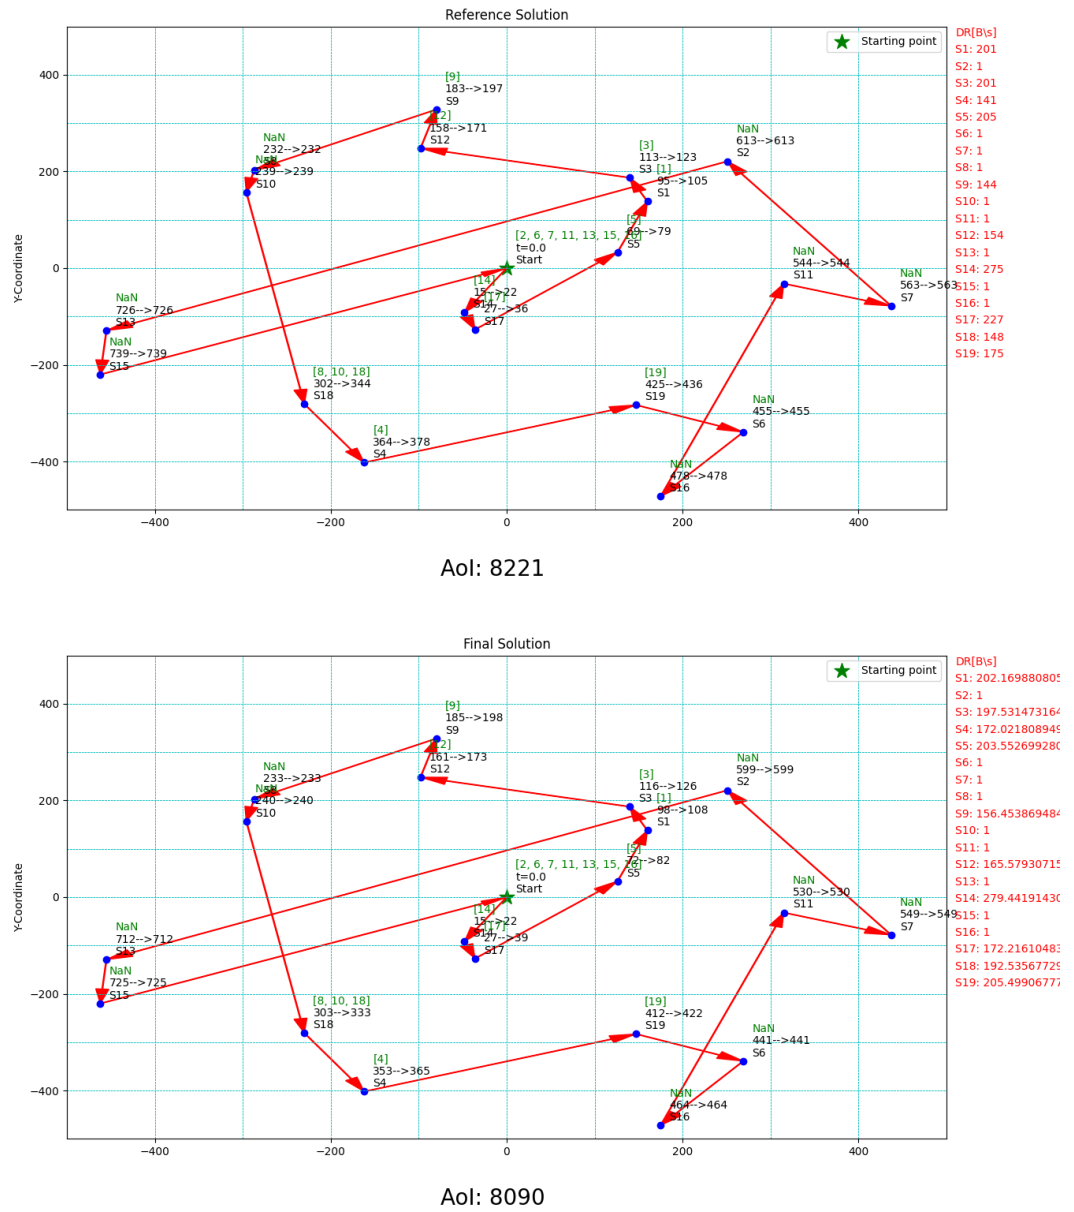 Reference Solution
Starting point
DR[B\s]
S1: 201
S2: 1
S3: 201
S4: 141
S5: 205
S6: 1
S7: 1
S8: 1
S9: 144
S10: 1
S11: 1
S12: 154
S13: 1
S14: 275
S15: 1
S16: 1
S17: 227
S18: 148
S19: 175
Y-Coordinate
400
200
0
−200
−400
[9]
183-->197
S9
[12]
158-->171
S12
NaN
232-->232
NaN
239-->239
S10
[3]
113-->123
S3
[1]
95-->105
S1
NaN
613-->613
S2
[5]
69-->79
S5
[2, 6, 7, 11, 13, 15, 16]
t=0.0
Start
[14]
15-->22
S14
[17]
27-->36
S17
NaN
544-->544
S11
NaN
563-->563
S7
NaN
726-->726
S13
NaN
739-->739
S15
[8, 10, 18]
302-->344
S18
[4]
364-->378
S4
[19]
425-->436
S19
NaN
455-->455
S6
NaN
478-->478
S16
−400 −200 0 200 400
AoI: 8221
Final Solution
Starting point
DR[B\s]
S1: 202.169880805
S2: 1
S3: 197.531473164
S4: 172.021808949
S5: 203.552699280
S6: 1
S7: 1
S8: 1
S9: 156.453869484
S10: 1
S11: 1
S12: 165.57930715
S13: 1
S14: 279.44191430
S15: 1
S16: 1
S17: 172.21610483
S18: 192.53567729
S19: 205.49906777
Y-Coordinate
400
200
0
−200
−400
[9]
185-->198
S9
[12]
161-->173
S12
NaN
233-->233
NaN
240-->240
S10
[3]
116-->126
S3
[1]
98-->108
S1
NaN
599-->599
S2
[5]
72-->82
S5
[2, 6, 7, 11, 13, 15, 16]
t=0.0
Start
[14]
15-->22
S14
[17]
27-->39
S17
NaN
530-->530
S11
NaN
549-->549
S7
NaN
712-->712
S13
NaN
725-->725
S15
[8, 10, 18]
303-->333
S18
[4]
353-->365
S4
[19]
412-->422
S19
NaN
441-->441
S6
NaN
464-->464
S16
−400 −200 0 200 400
AoI: 8090